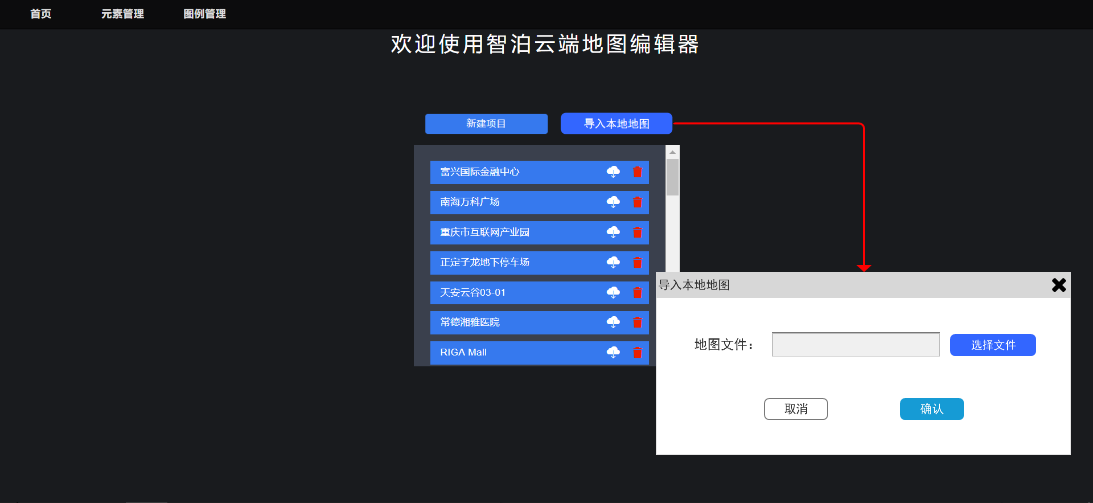 首页 元素管理 图例管理
欢迎使用智泊云端地图编辑器
新建项目 导入本地地图
富兴国际金融中心
南海万科广场
重庆市互联网产业园
正定子龙地下停车场
天安云谷03-01
常德湘雅医院
RIGA Mall
导入本地地图
地图文件： 选择文件
取消 确认